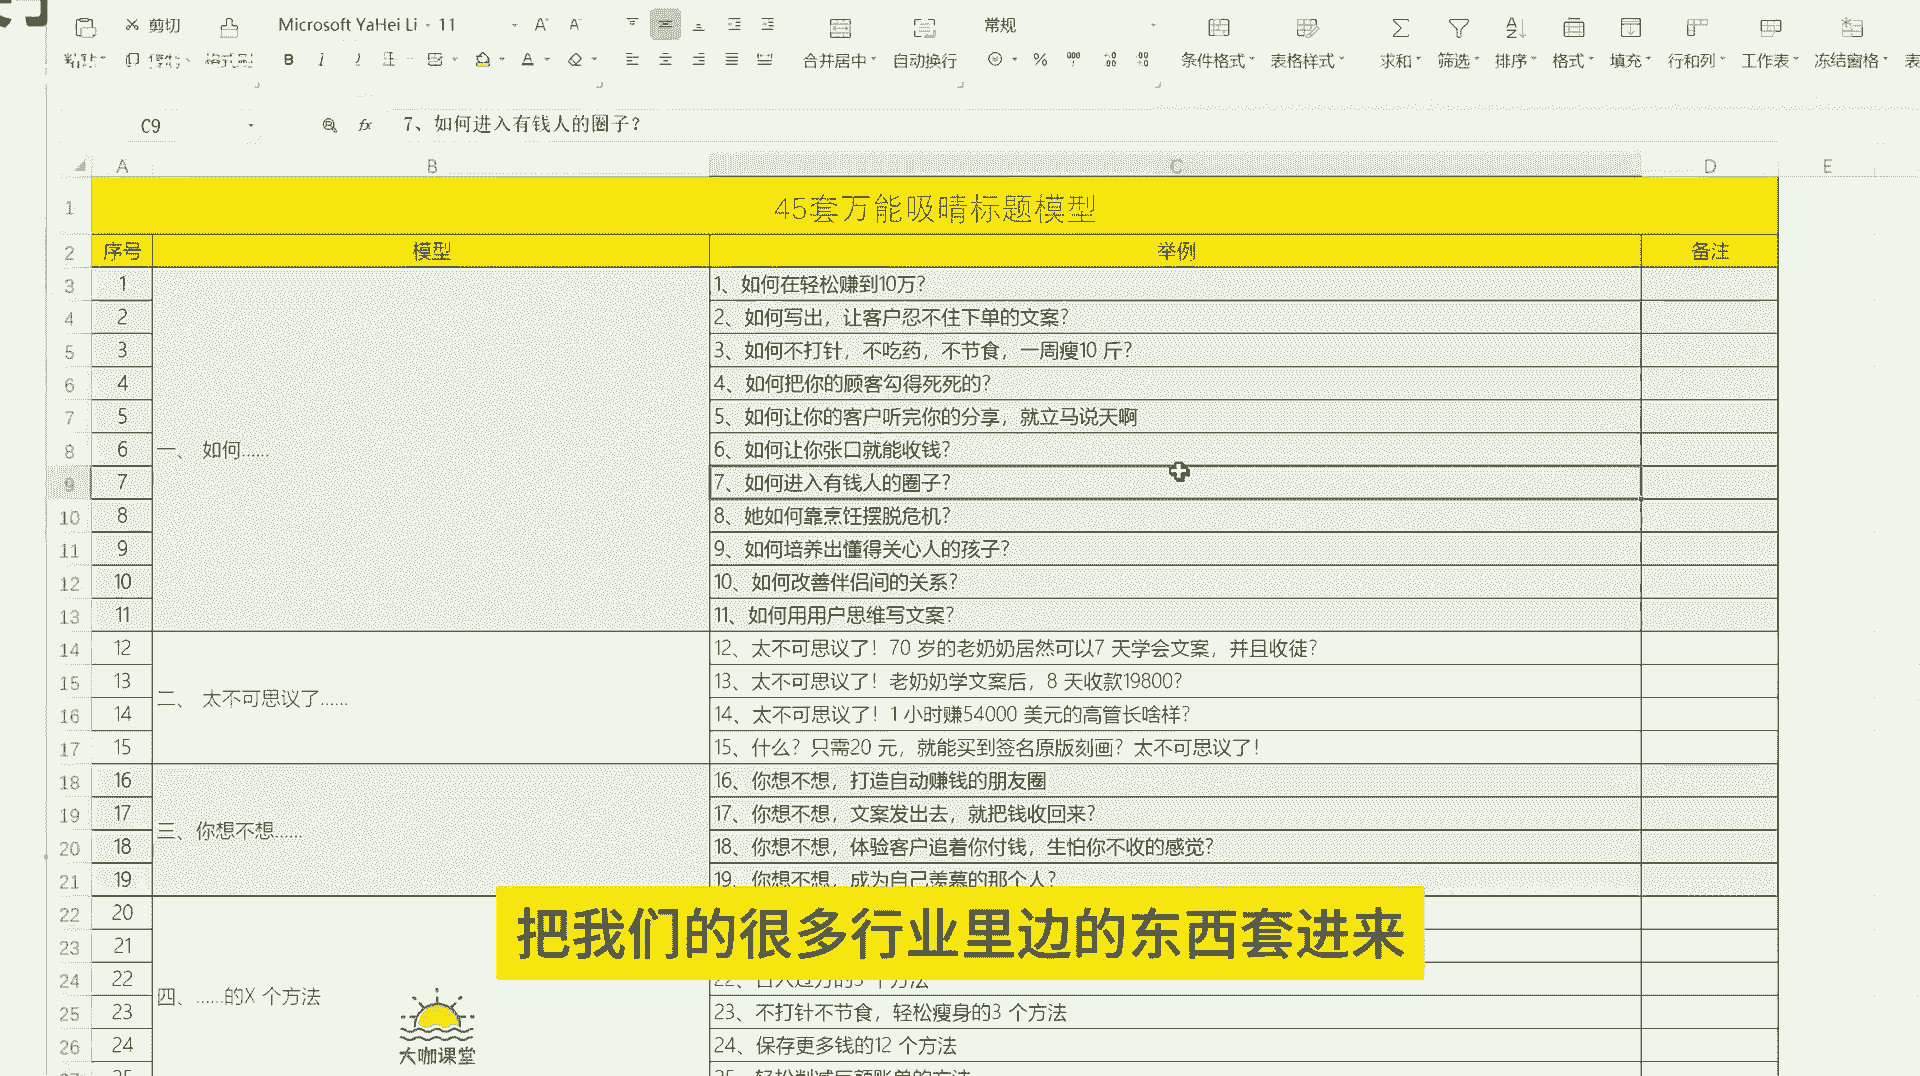 剪切 Microsoft YaHei Li 11 A⁺ A⁻ 常规
粘贴 复制 格式刷 B I 合并居中 自动换行 % 000 条件格式 表格样式 求和 筛选 排序 格式 填充 行和列 工作表 冻结窗格 表
C9 fx 7、如何进入有钱人的圈子？
A B C D E
1 45套万能吸晴标题模型
2 序号 模型 举例 备注
3 1 1、如何在轻松赚到10万？
4 2 2、如何写出，让客户忍不住下单的文案？
5 3 3、如何不打针，不吃药，不节食，一周瘦10 斤？
6 4 4、如何把你的顾客勾得死死的？
7 5 5、如何让你的客户听完你的分享，就立马说天啊
8 6 一、 如何…… 6、如何让你张口就能收钱？
9 7 7、如何进入有钱人的圈子？
10 8 8、她如何靠烹饪摆脱危机？
11 9 9、如何培养出懂得关心人的孩子？
12 10 10、如何改善伴侣间的关系？
13 11 11、如何用用户思维写文案？
14 12 12、太不可思议了！70 岁的老奶奶居然可以7 天学会文案，并且收徒？
15 13 二、 太不可思议了…… 13、太不可思议了！老奶奶学文案后，8 天收款19800？
16 14 14、太不可思议了！1 小时赚54000 美元的高管长啥样？
17 15 15、什么？只需20 元，就能买到签名原版刻画？太不可思议了！
18 16 16、你想不想，打造自动赚钱的朋友圈
19 17 三、你想不想…… 17、你想不想，文案发出去，就把钱收回来？
20 18 18、你想不想，体验客户追着你付钱，生怕你不收的感觉？
21 19 19、你想不想，成为自己羡慕的那个人？
22 20
23 21
把我们的很多行业里边的东西套进来
24 22 四、……的X 个方法
25 23 23、不打针不节食，轻松瘦身的3 个方法
26 24 24、保存更多钱的12 个方法
大咖课堂